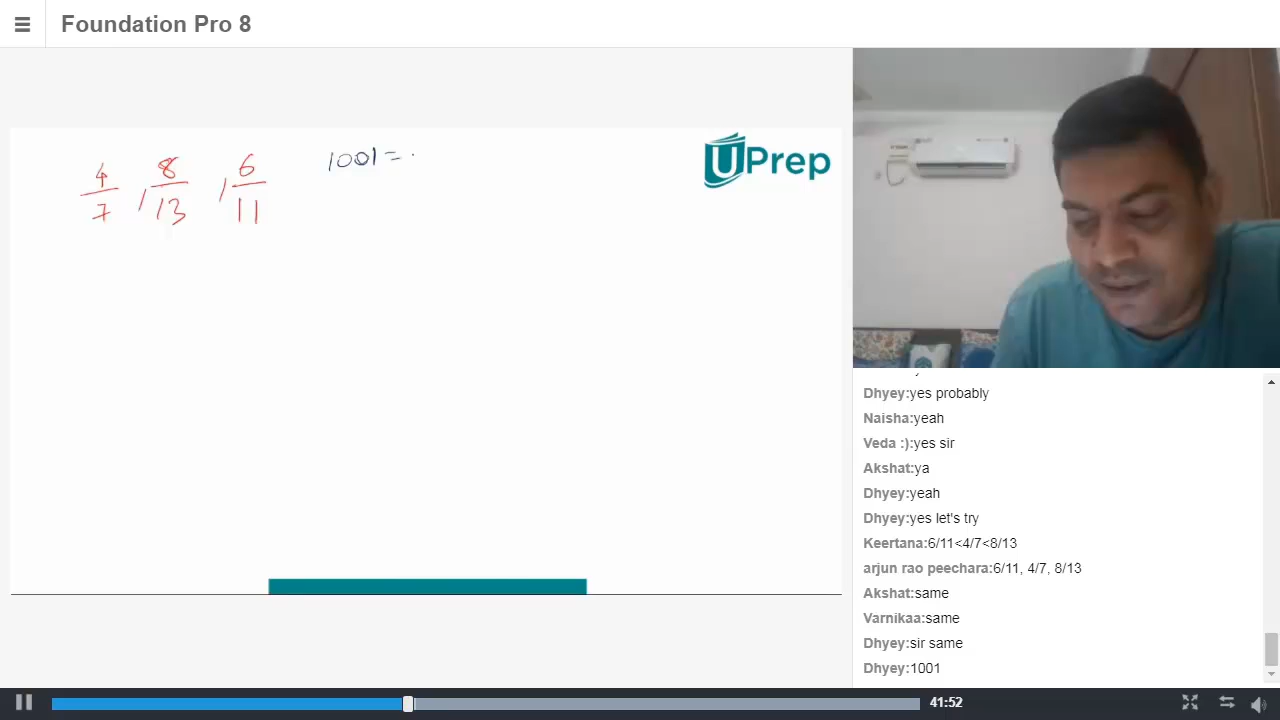 Foundation Pro 8
4/7 , 8/13 , 6/11
1001 =
UPrep
Dhyey:yes probably
Naisha:yeah
Veda :):yes sir
Akshat:ya
Dhyey:yeah
Dhyey:yes let's try
Keertana:6/11<4/7<8/13
arjun rao peechara:6/11, 4/7, 8/13
Akshat:same
Varnikaa:same
Dhyey:sir same
Dhyey:1001
41:52